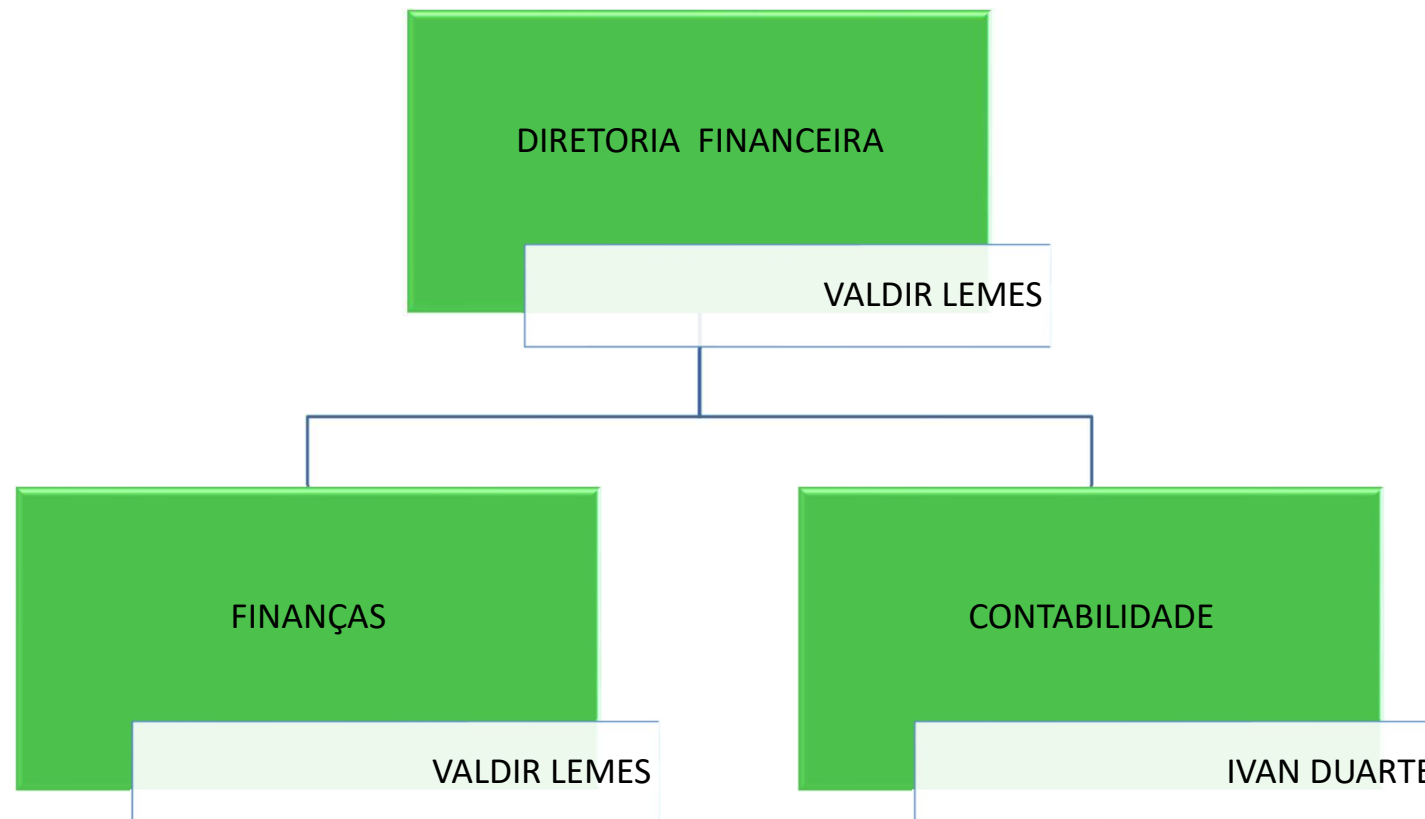 DIRETORIA FINANCEIRA
VALDIR LEMES
FINANÇAS
VALDIR LEMES
CONTABILIDADE
IVAN DUARTE